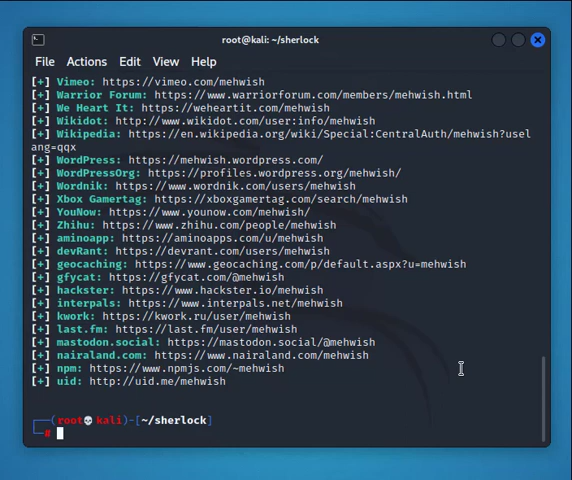 root@kali: ~/sherlock
File Actions Edit View Help
[+] Vimeo: https://vimeo.com/mehwish
[+] Warrior Forum: https://www.warriorforum.com/members/mehwish.html
[+] We Heart It: https://weheartit.com/mehwish
[+] Wikidot: http://www.wikidot.com/user:info/mehwish
[+] Wikipedia: https://en.wikipedia.org/wiki/Special:CentralAuth/mehwish?usel
ang=qqx
[+] WordPress: https://mehwish.wordpress.com/
[+] WordPressOrg: https://profiles.wordpress.org/mehwish/
[+] Wordnik: https://www.wordnik.com/users/mehwish
[+] Xbox Gamertag: https://xboxgamertag.com/search/mehwish
[+] YouNow: https://www.younow.com/mehwish/
[+] Zhihu: https://www.zhihu.com/people/mehwish
[+] aminoapp: https://aminoapps.com/u/mehwish
[+] devRant: https://devrant.com/users/mehwish
[+] geocaching: https://www.geocaching.com/p/default.aspx?u=mehwish
[+] gfycat: https://gfycat.com/@mehwish
[+] hackster: https://www.hackster.io/mehwish
[+] interpals: https://www.interpals.net/mehwish
[+] kwork: https://kwork.ru/user/mehwish
[+] last.fm: https://last.fm/user/mehwish
[+] mastodon.social: https://mastodon.social/@mehwish
[+] nairaland.com: https://www.nairaland.com/mehwish
[+] npm: https://www.npmjs.com/~mehwish
[+] uid: http://uid.me/mehwish
┌──(root💀kali)-[~/sherlock]
└─#